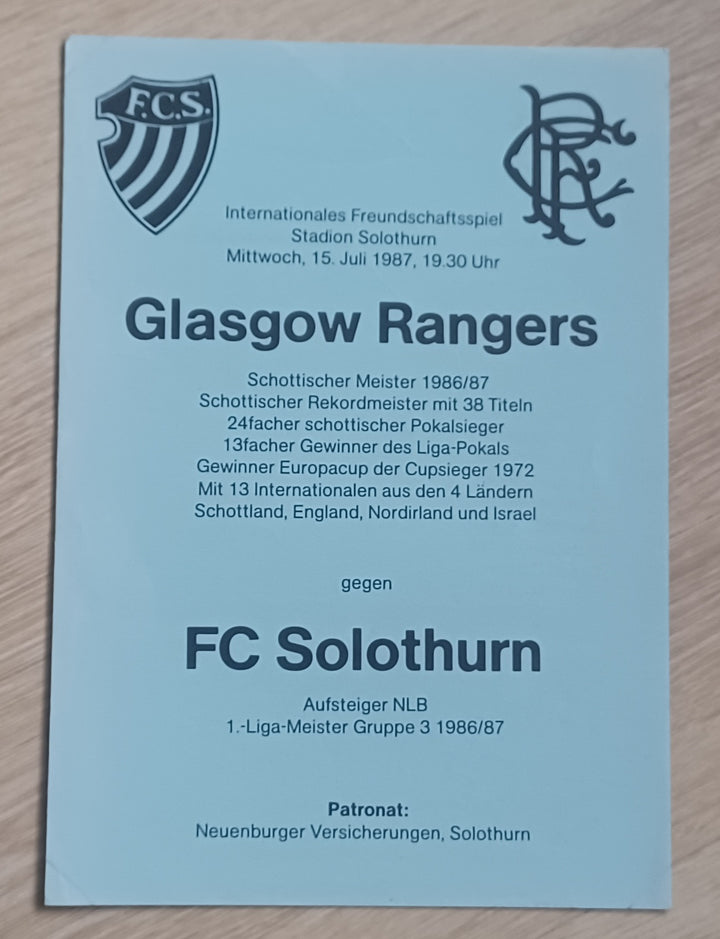 F.C.S.
RFC
Internationales Freundschaftsspiel
Stadion Solothurn
Mittwoch, 15. Juli 1987, 19.30 Uhr
Glasgow Rangers
Schottischer Meister 1986/87
Schottischer Rekordmeister mit 38 Titeln
24facher schottischer Pokalsieger
13facher Gewinner des Liga-Pokals
Gewinner Europacup der Cupsieger 1972
Mit 13 Internationalen aus den 4 Ländern
Schottland, England, Nordirland und Israel
gegen
FC Solothurn
Aufsteiger NLB
1.-Liga-Meister Gruppe 3 1986/87
Patronat:
Neuenburger Versicherungen, Solothurn